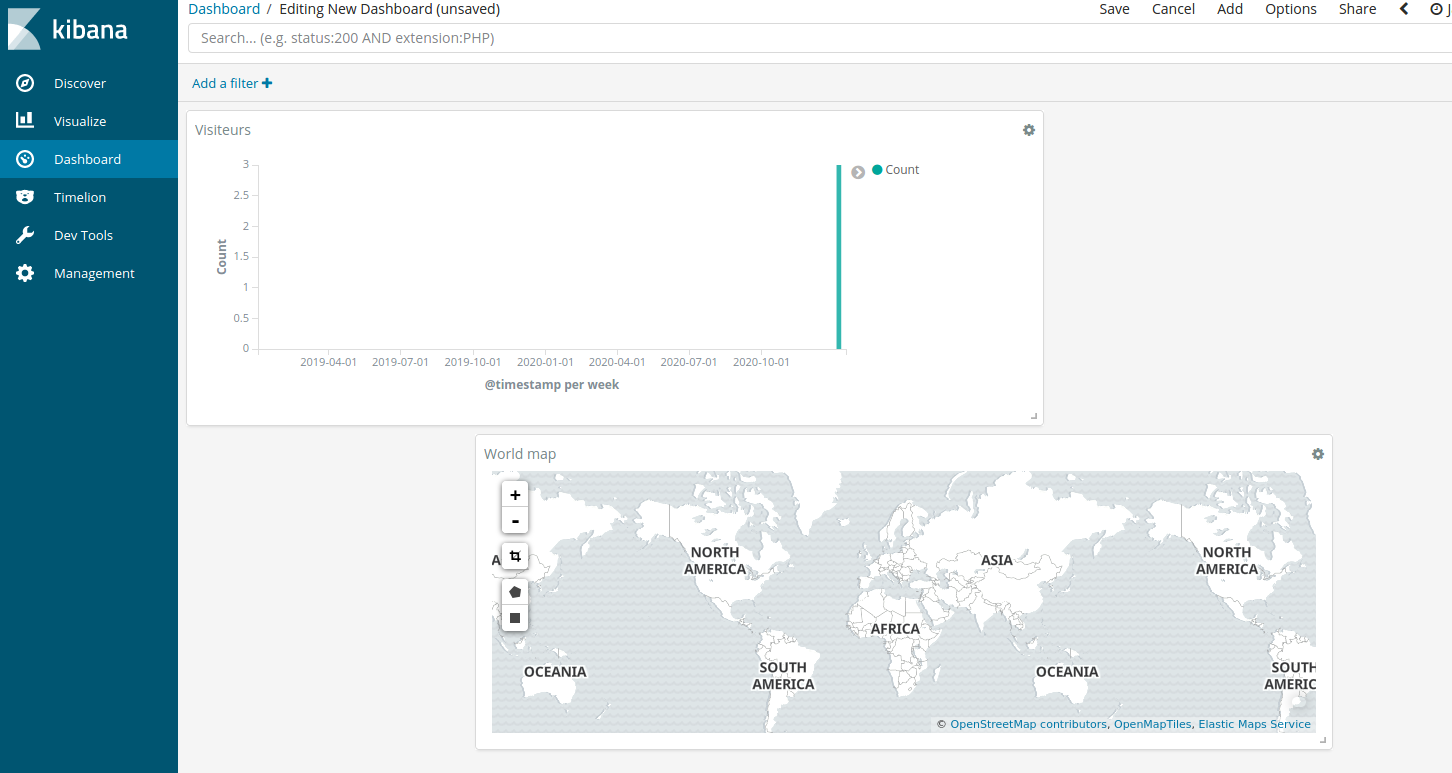 kibana
Discover
Visualize
Dashboard
Timelion
Dev Tools
Management
Dashboard / Editing New Dashboard (unsaved)
Save Cancel Add Options Share
Search... (e.g. status:200 AND extension:PHP)
Add a filter +
Visiteurs
3
2.5
2
1.5
1
0.5
0
Count
2019-04-01 2019-07-01 2019-10-01 2020-01-01 2020-04-01 2020-07-01 2020-10-01
@timestamp per week
Count
World map
+
-
NORTH
AMERICA
ASIA
NORTH
AMERICA
AFRICA
OCEANIA
SOUTH
AMERICA
OCEANIA
SOUTH
AMERIC
© OpenStreetMap contributors, OpenMapTiles, Elastic Maps Service